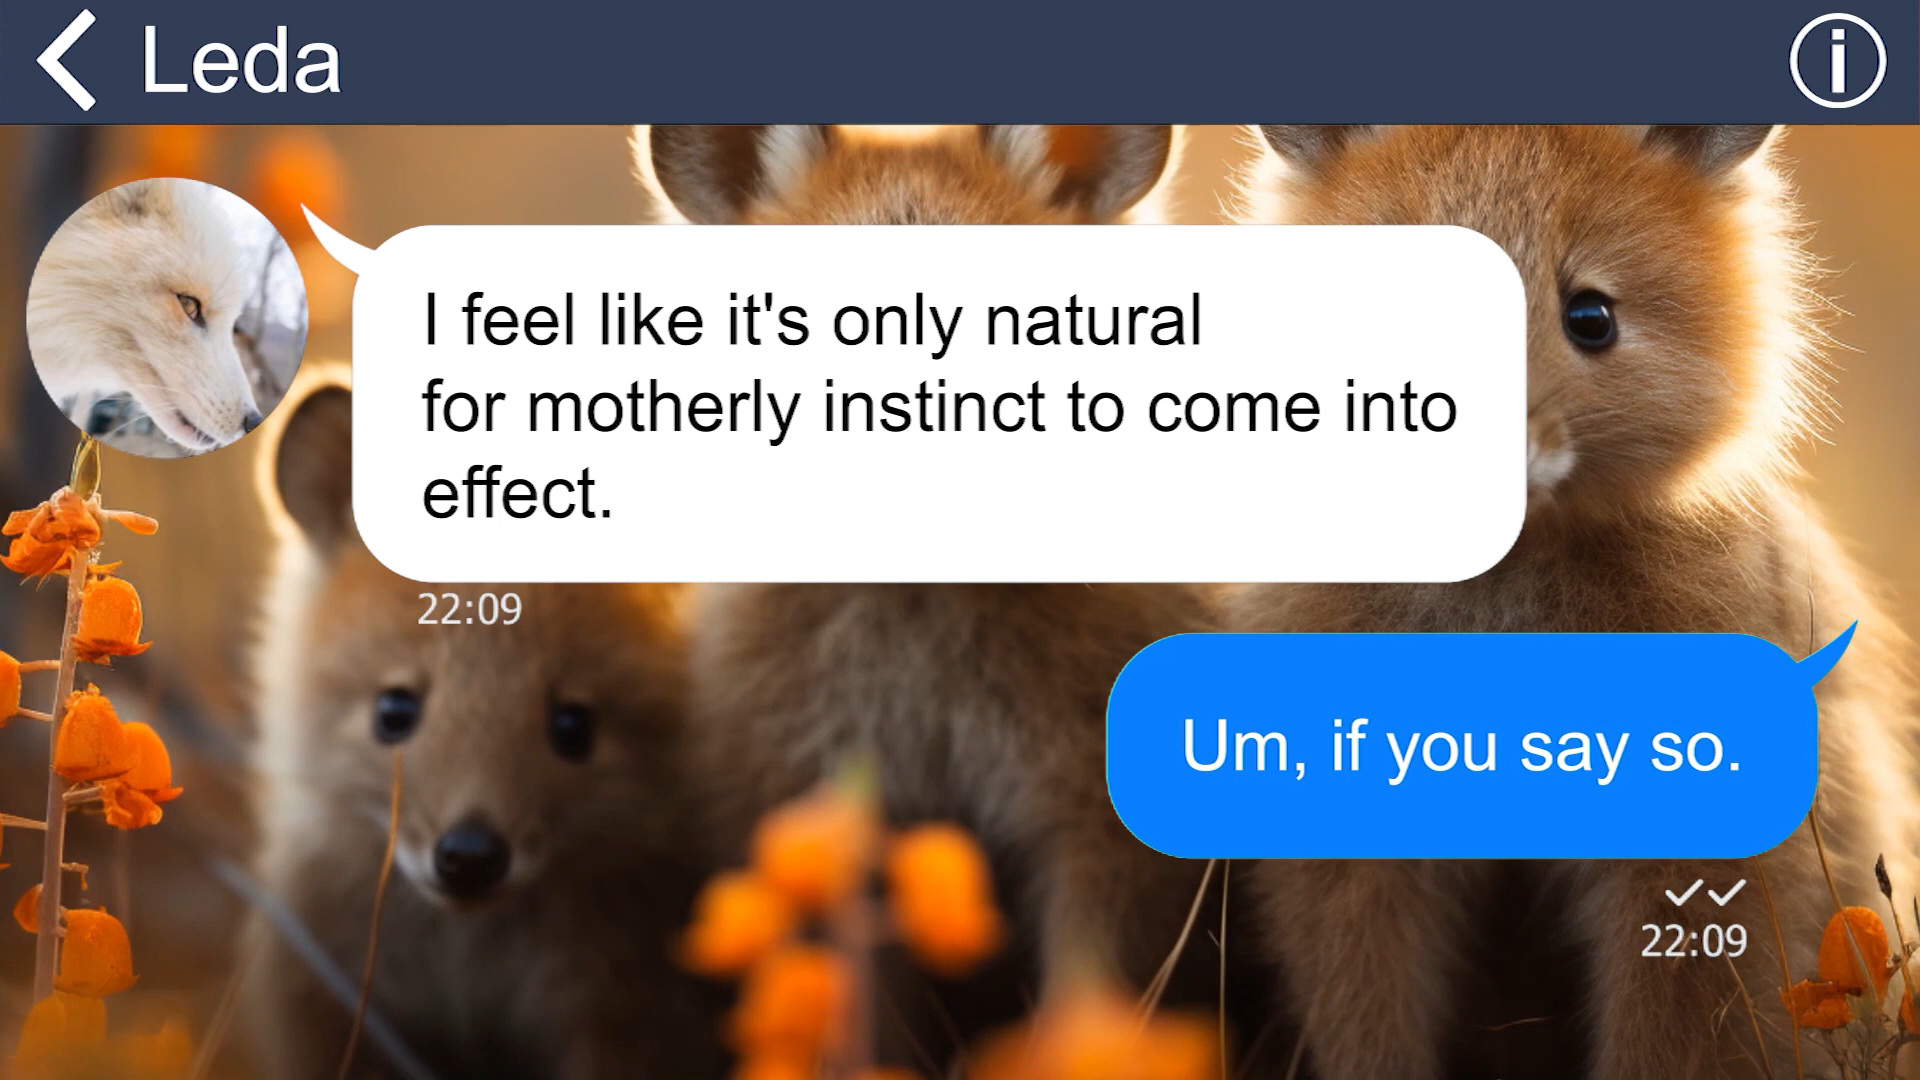 Leda
I feel like it's only natural
for motherly instinct to come into
effect.
22:09
Um, if you say so.
22:09